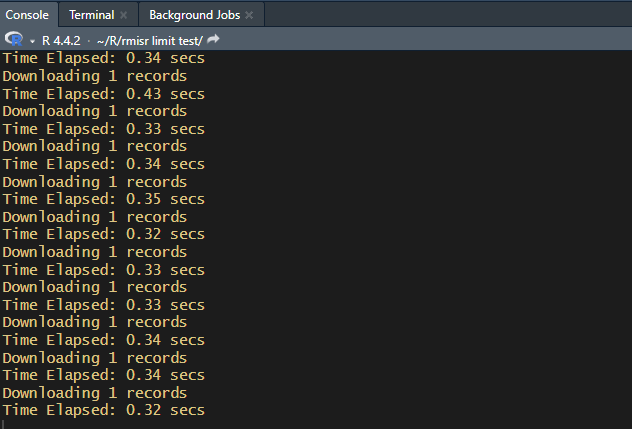 Console Terminal Background Jobs
R R 4.4.2 · ~/R/rmisr limit test/
Time Elapsed: 0.34 secs
Downloading 1 records
Time Elapsed: 0.43 secs
Downloading 1 records
Time Elapsed: 0.33 secs
Downloading 1 records
Time Elapsed: 0.34 secs
Downloading 1 records
Time Elapsed: 0.35 secs
Downloading 1 records
Time Elapsed: 0.32 secs
Downloading 1 records
Time Elapsed: 0.33 secs
Downloading 1 records
Time Elapsed: 0.33 secs
Downloading 1 records
Time Elapsed: 0.34 secs
Downloading 1 records
Time Elapsed: 0.34 secs
Downloading 1 records
Time Elapsed: 0.32 secs